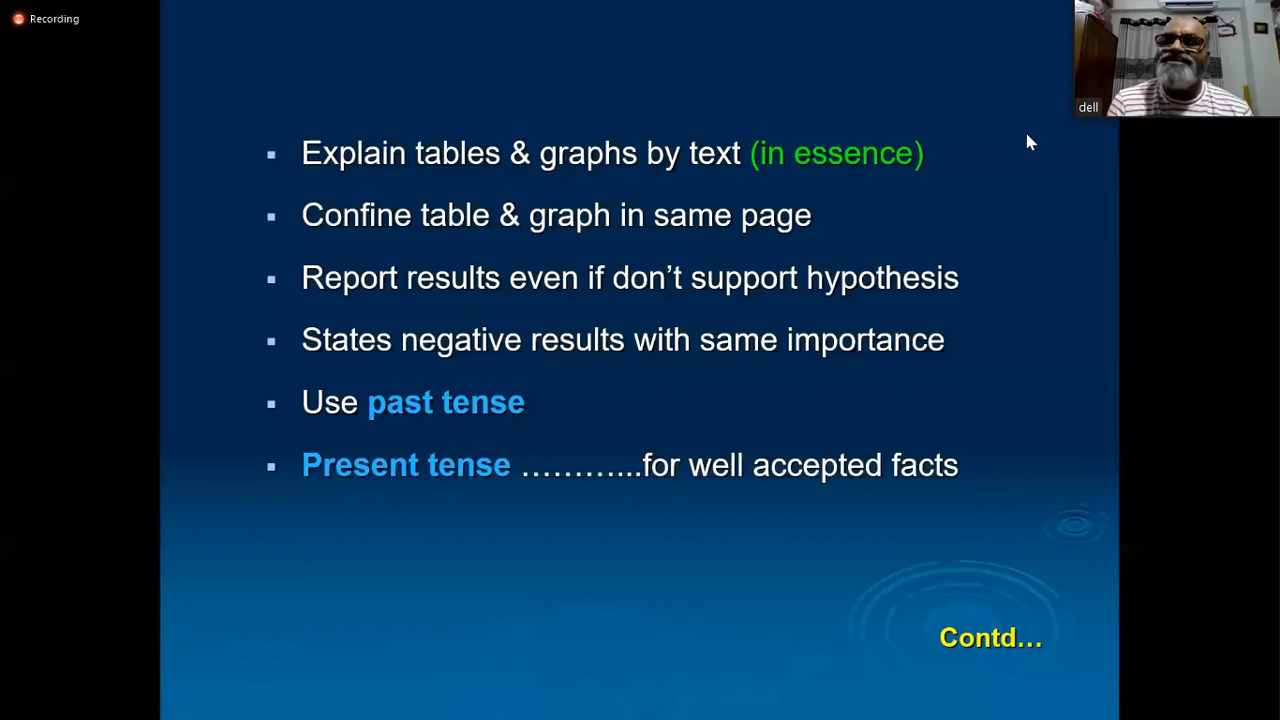 Recording
dell
Explain tables & graphs by text (in essence)
Confine table & graph in same page
Report results even if don’t support hypothesis
States negative results with same importance
Use past tense
Present tense ………...for well accepted facts
Contd…